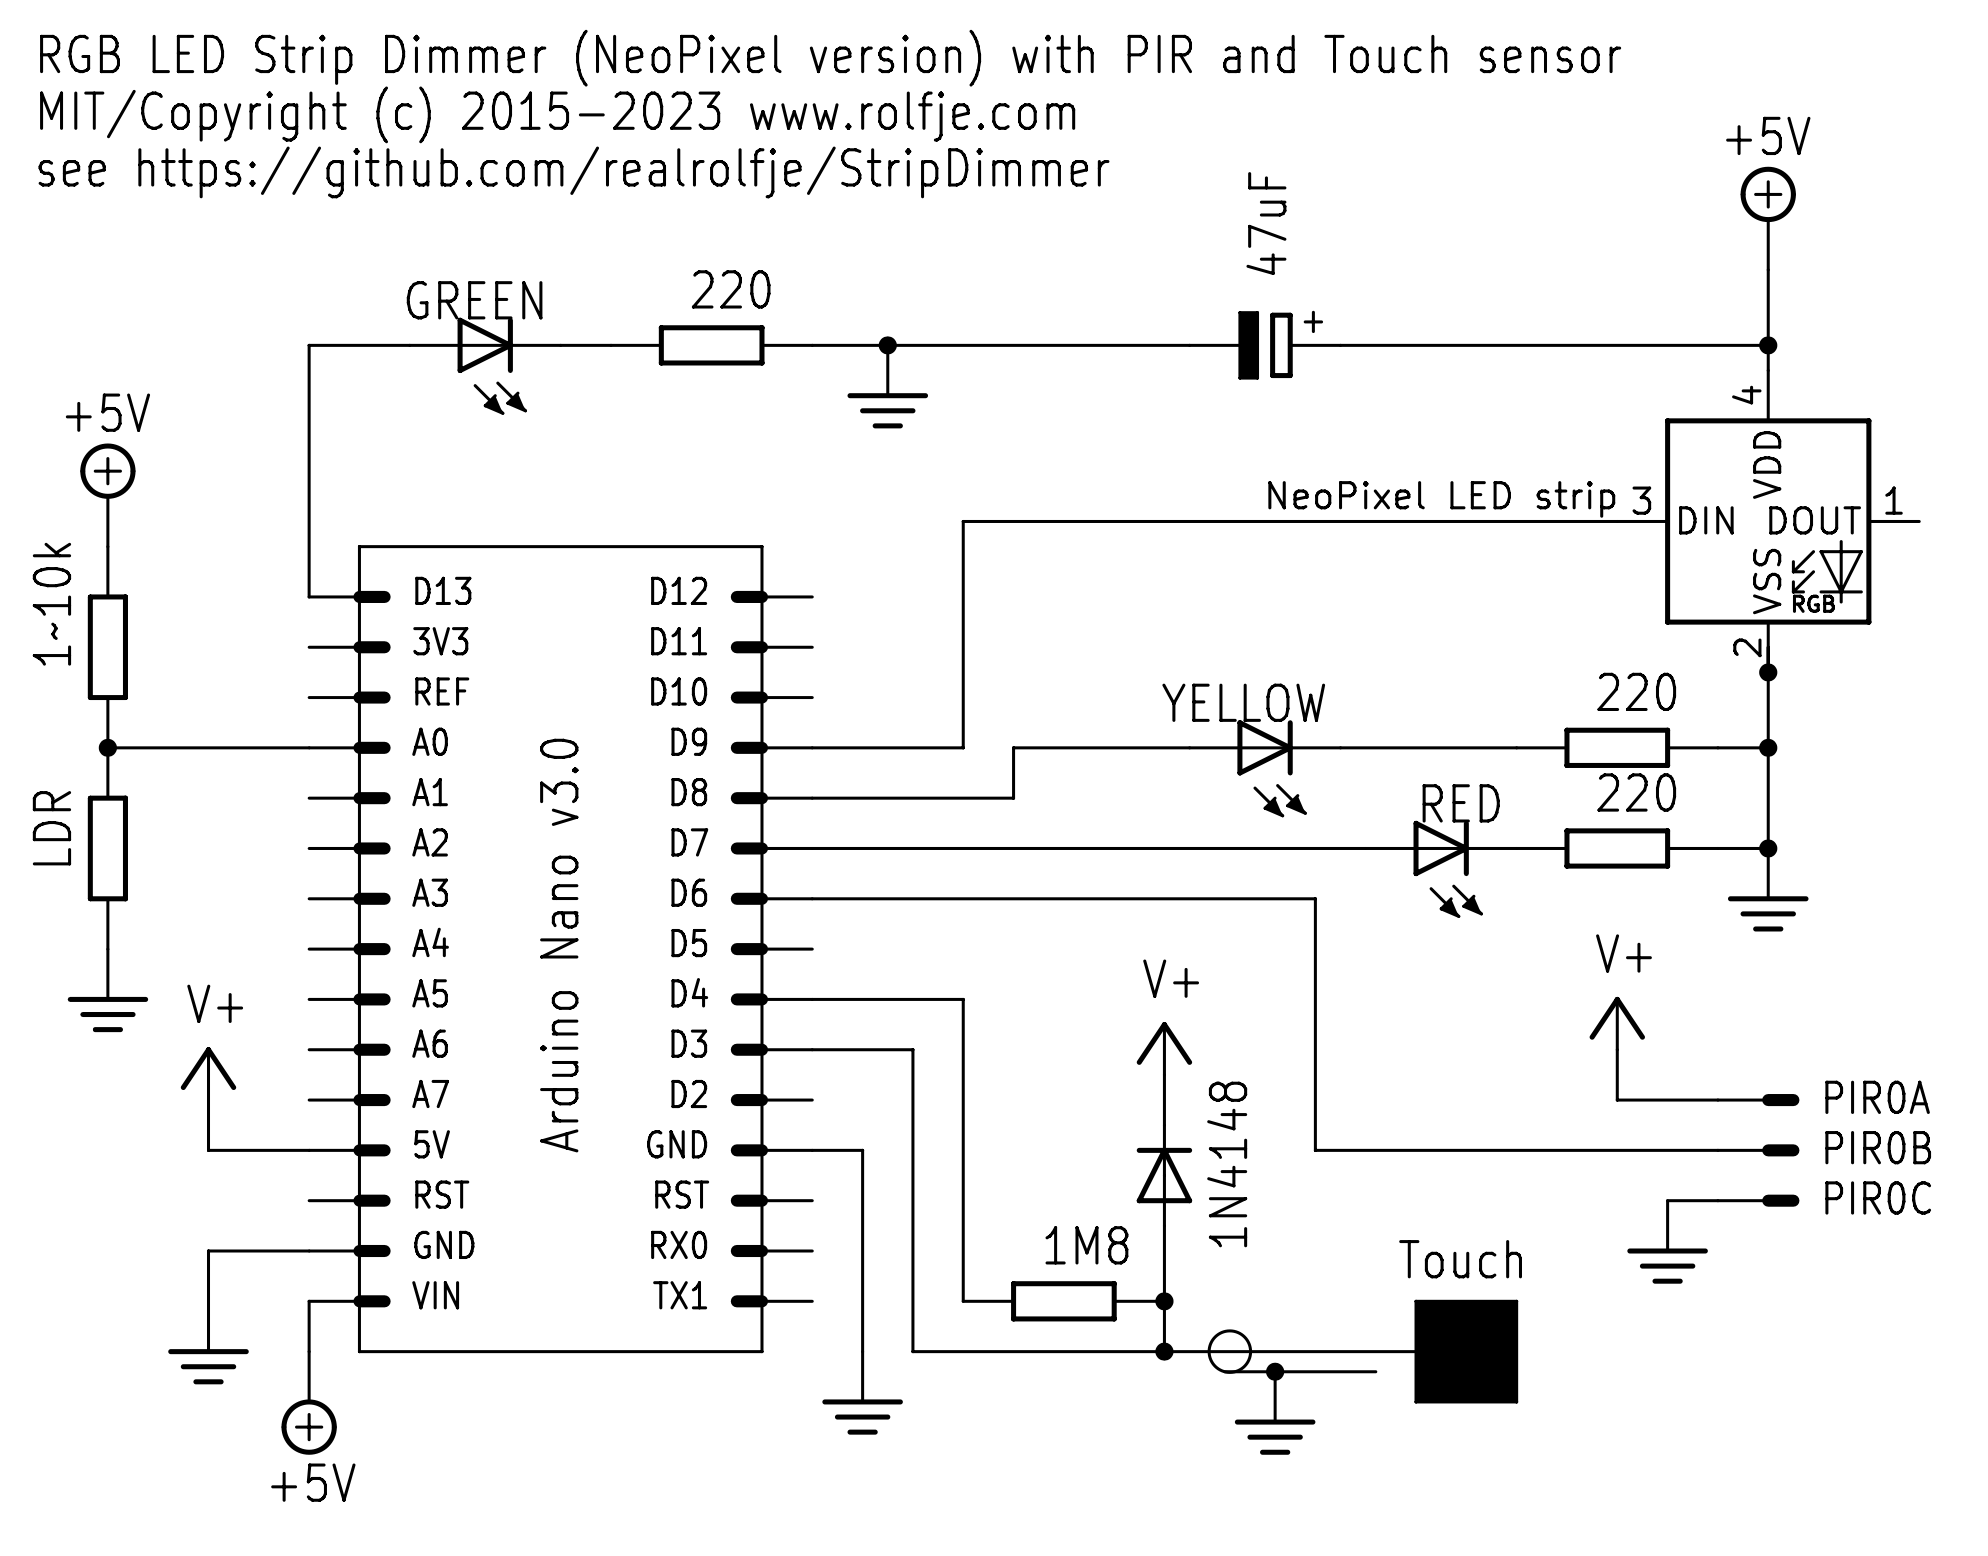 RGB LED Strip Dimmer (NeoPixel version) with PIR and Touch sensor
MIT/Copyright (c) 2015-2023 www.rolfje.com
see https://github.com/realrolfje/StripDimmer
+5V
47uF
+
GREEN
220
+5V
1~10k
LDR
4
VDD
NeoPixel LED strip
3
DIN
DOUT
1
VSS
RGB
2
Arduino Nano v3.0
D13
3V3
REF
A0
A1
A2
A3
A4
A5
A6
A7
5V
RST
GND
VIN
D12
D11
D10
D9
D8
D7
D6
D5
D4
D3
D2
GND
RST
RX0
TX1
YELLOW
220
RED
220
V+
V+
V+
1N4148
1M8
Touch
PIR0A
PIR0B
PIR0C
+5V